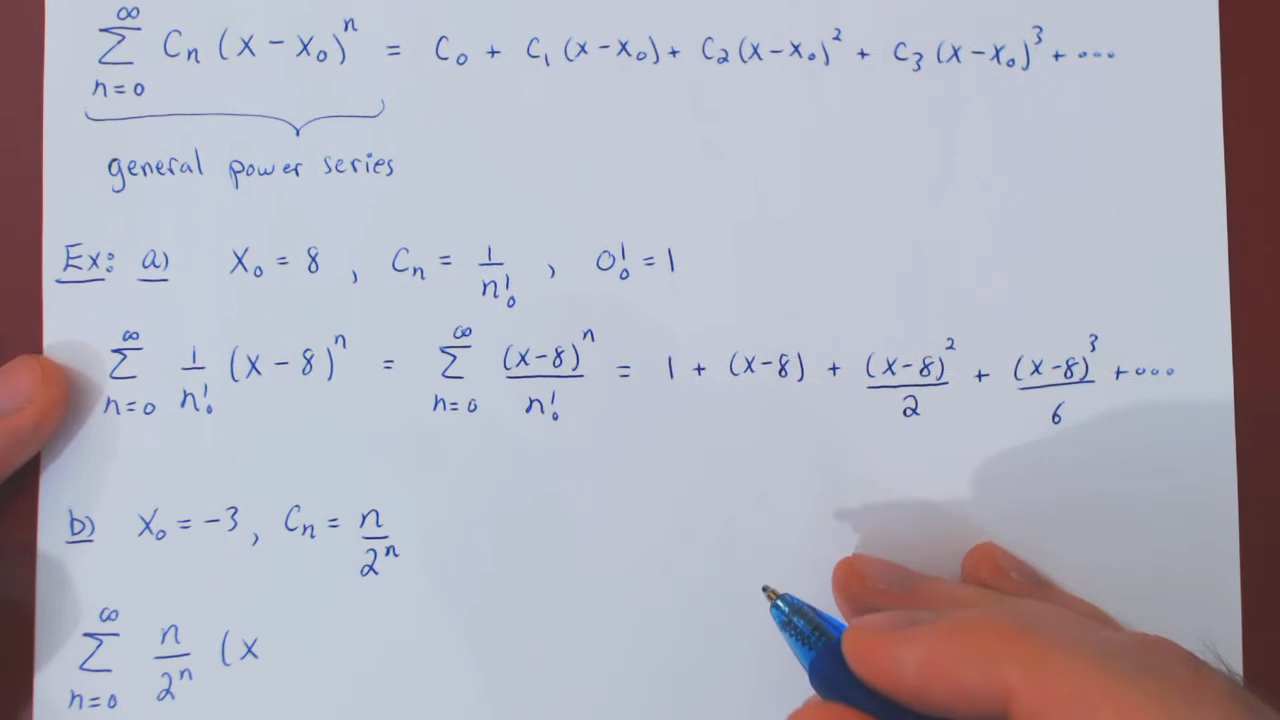 ∞∑n=0 Cn (x − x₀)ⁿ = C₀ + C₁ (x − x₀) + C₂ (x − x₀)² + C₃ (x − x₀)³ + ···
general power series
Ex: a) x₀ = 8 , Cn = 1/n! , 0! = 1
∞∑n=0 1/n! (x − 8)ⁿ = ∞∑n=0 (x−8)ⁿ/n! = 1 + (x−8) + (x−8)²/2 + (x−8)³/6 + ···
b) x₀ = −3 , Cn = n/2ⁿ
∞∑n=0 n/2ⁿ (x